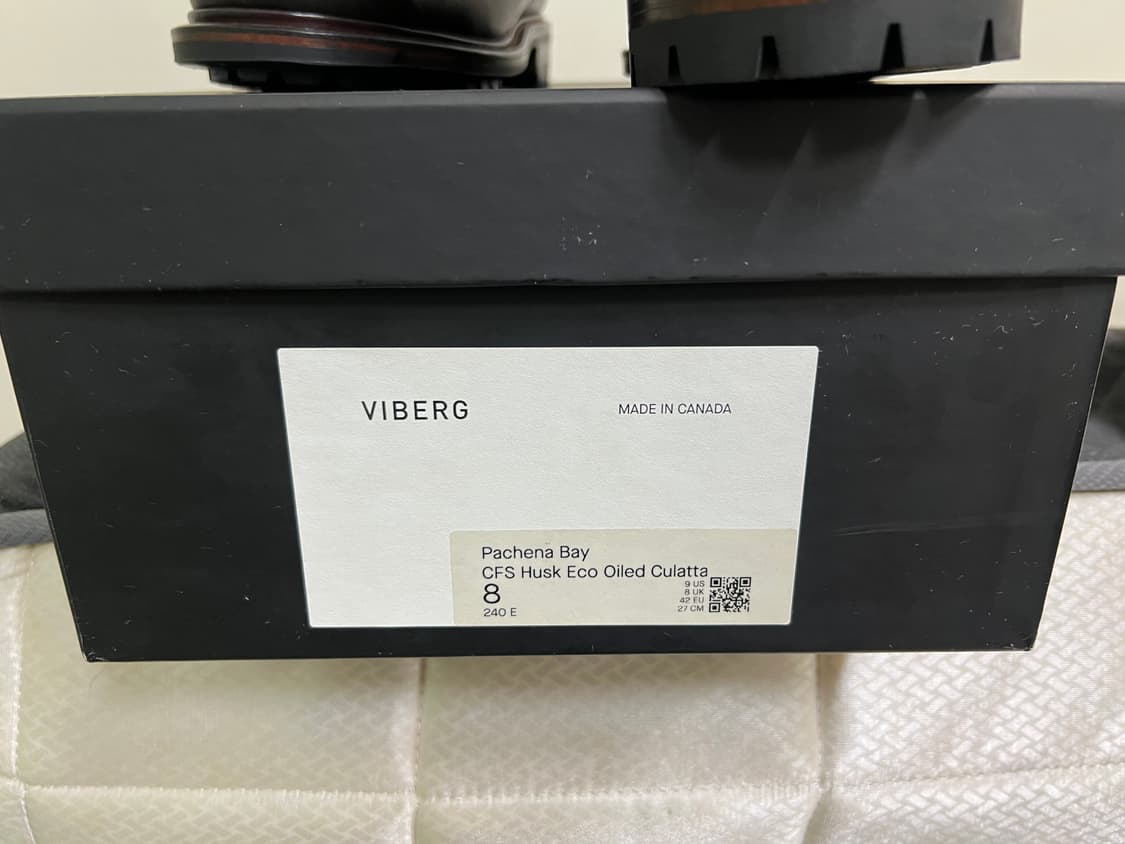 VIBERG
MADE IN CANADA
Pachena Bay
CFS Husk Eco Oiled Culatta
8
240 E
9 US
8 UK
42 EU
27 CM